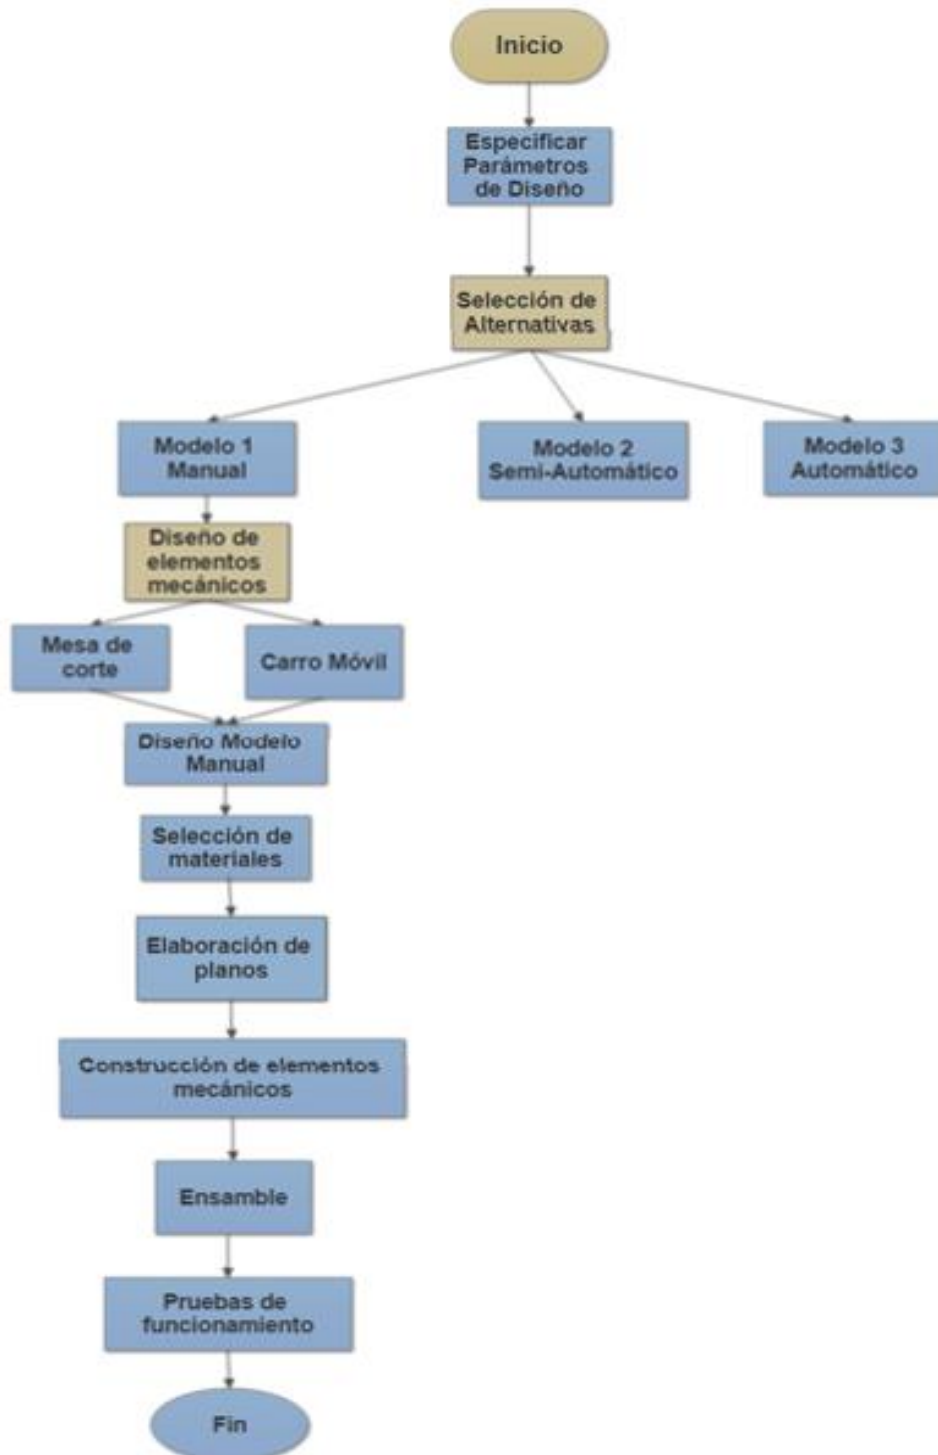 Inicio
Especificar
Parámetros
de Diseño
Selección de
Alternativas
Modelo 1
Manual
Modelo 2
Semi-Automático
Modelo 3
Automático
Diseño de
elementos
mecánicos
Mesa de
corte
Carro Móvil
Diseño Modelo
Manual
Selección de
materiales
Elaboración de
planos
Construcción de elementos
mecánicos
Ensamble
Pruebas de
funcionamiento
Fin